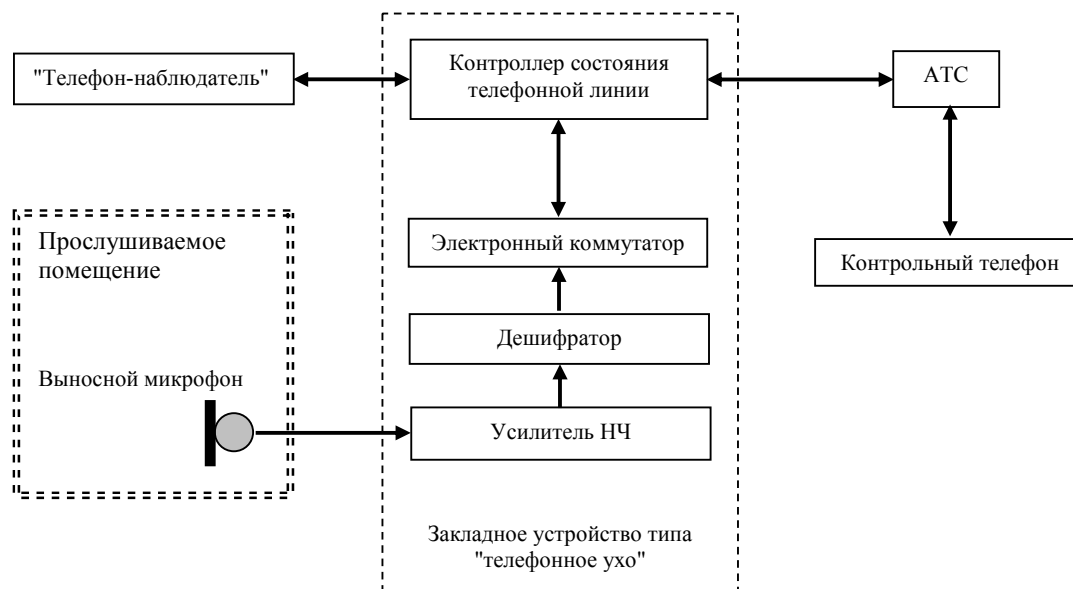 "Телефон-наблюдатель"
Контроллер состояния
телефонной линии
АТС
Прослушиваемое
помещение
Электронный коммутатор
Контрольный телефон
Дешифратор
Выносной микрофон
Усилитель НЧ
Закладное устройство типа
"телефонное ухо"